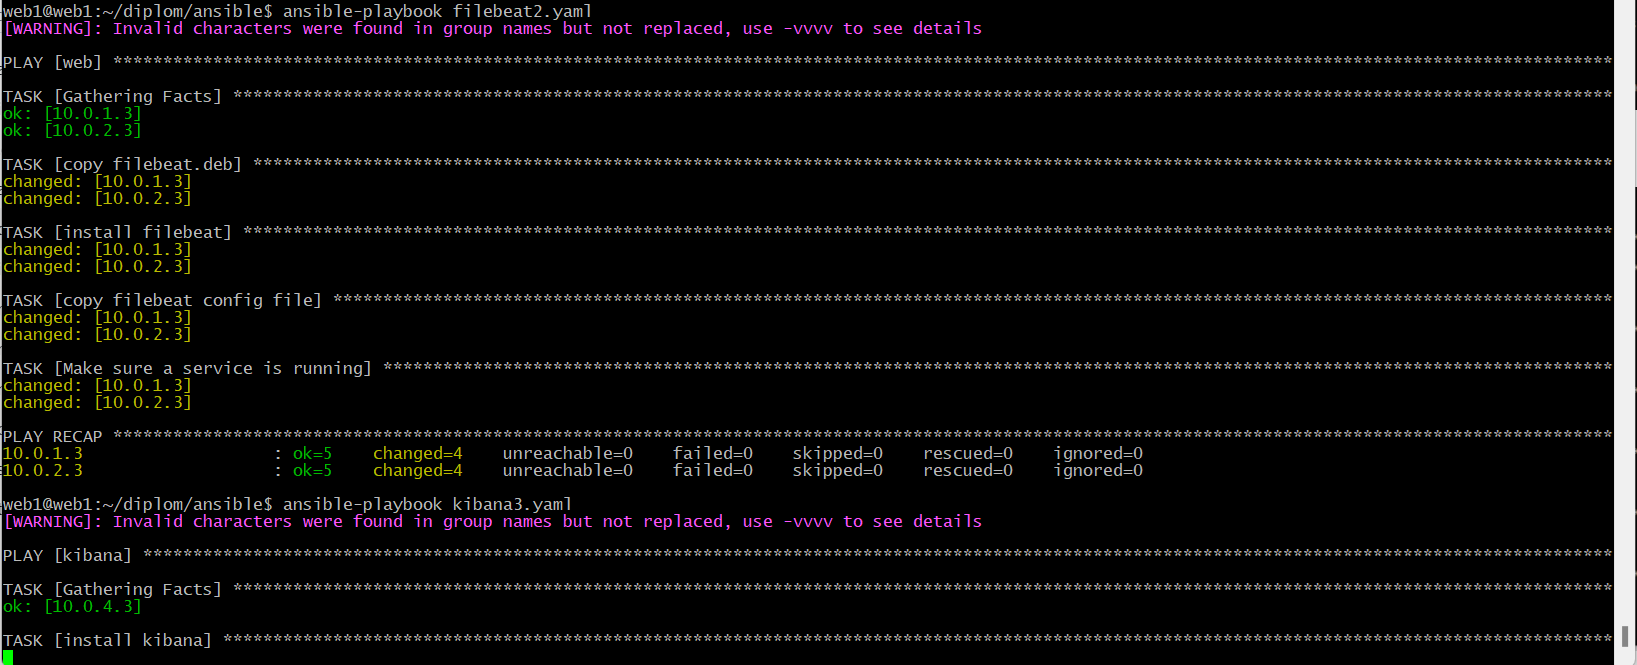 web1@web1:~/diplom/ansible$ ansible-playbook filebeat2.yaml
[WARNING]: Invalid characters were found in group names but not replaced, use -vvvv to see details
PLAY [web] ******************************************************************************************************************************************************
TASK [Gathering Facts] ******************************************************************************************************************************************
ok: [10.0.1.3]
ok: [10.0.2.3]
TASK [copy filebeat.deb] ****************************************************************************************************************************************
changed: [10.0.1.3]
changed: [10.0.2.3]
TASK [install filebeat] *****************************************************************************************************************************************
changed: [10.0.1.3]
changed: [10.0.2.3]
TASK [copy filebeat config file] ********************************************************************************************************************************
changed: [10.0.1.3]
changed: [10.0.2.3]
TASK [Make sure a service is running] ***************************************************************************************************************************
changed: [10.0.1.3]
changed: [10.0.2.3]
PLAY RECAP ******************************************************************************************************************************************************
10.0.1.3                   : ok=5    changed=4    unreachable=0    failed=0    skipped=0    rescued=0    ignored=0
10.0.2.3                   : ok=5    changed=4    unreachable=0    failed=0    skipped=0    rescued=0    ignored=0
web1@web1:~/diplom/ansible$ ansible-playbook kibana3.yaml
[WARNING]: Invalid characters were found in group names but not replaced, use -vvvv to see details
PLAY [kibana] ***************************************************************************************************************************************************
TASK [Gathering Facts] ******************************************************************************************************************************************
ok: [10.0.4.3]
TASK [install kibana] *******************************************************************************************************************************************